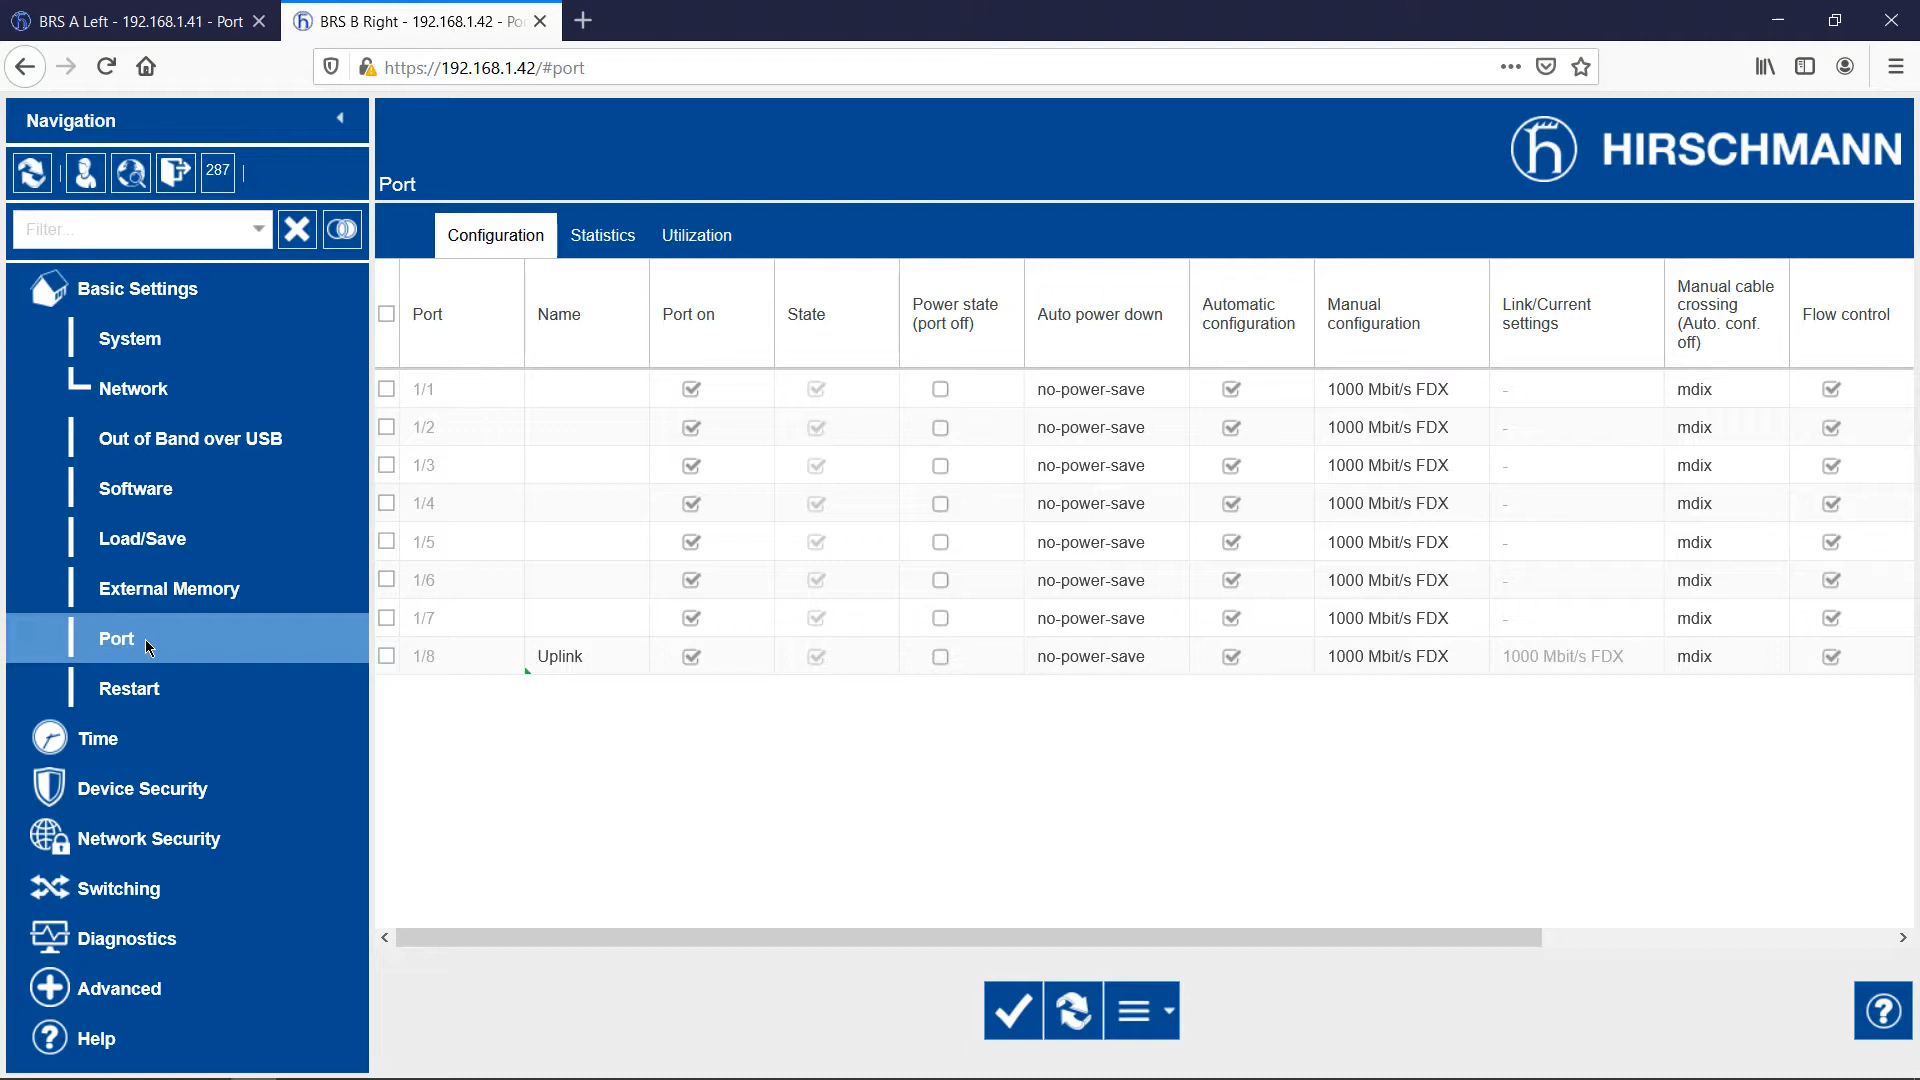 BRS A Left - 192.168.1.41 - Port
BRS B Right - 192.168.1.42 - Po
https://192.168.1.42/#port
Navigation
287
Filter...
Basic Settings
System
Network
Out of Band over USB
Software
Load/Save
External Memory
Port
Restart
Time
Device Security
Network Security
Switching
Diagnostics
Advanced
Help
HIRSCHMANN
Port
Configuration Statistics Utilization
Port Name Port on State Power state (port off) Auto power down Automatic configuration Manual configuration Link/Current settings Manual cable crossing (Auto. conf. off) Flow control
1/1 no-power-save 1000 Mbit/s FDX - mdix
1/2 no-power-save 1000 Mbit/s FDX - mdix
1/3 no-power-save 1000 Mbit/s FDX - mdix
1/4 no-power-save 1000 Mbit/s FDX - mdix
1/5 no-power-save 1000 Mbit/s FDX - mdix
1/6 no-power-save 1000 Mbit/s FDX - mdix
1/7 no-power-save 1000 Mbit/s FDX - mdix
1/8 Uplink no-power-save 1000 Mbit/s FDX 1000 Mbit/s FDX mdix